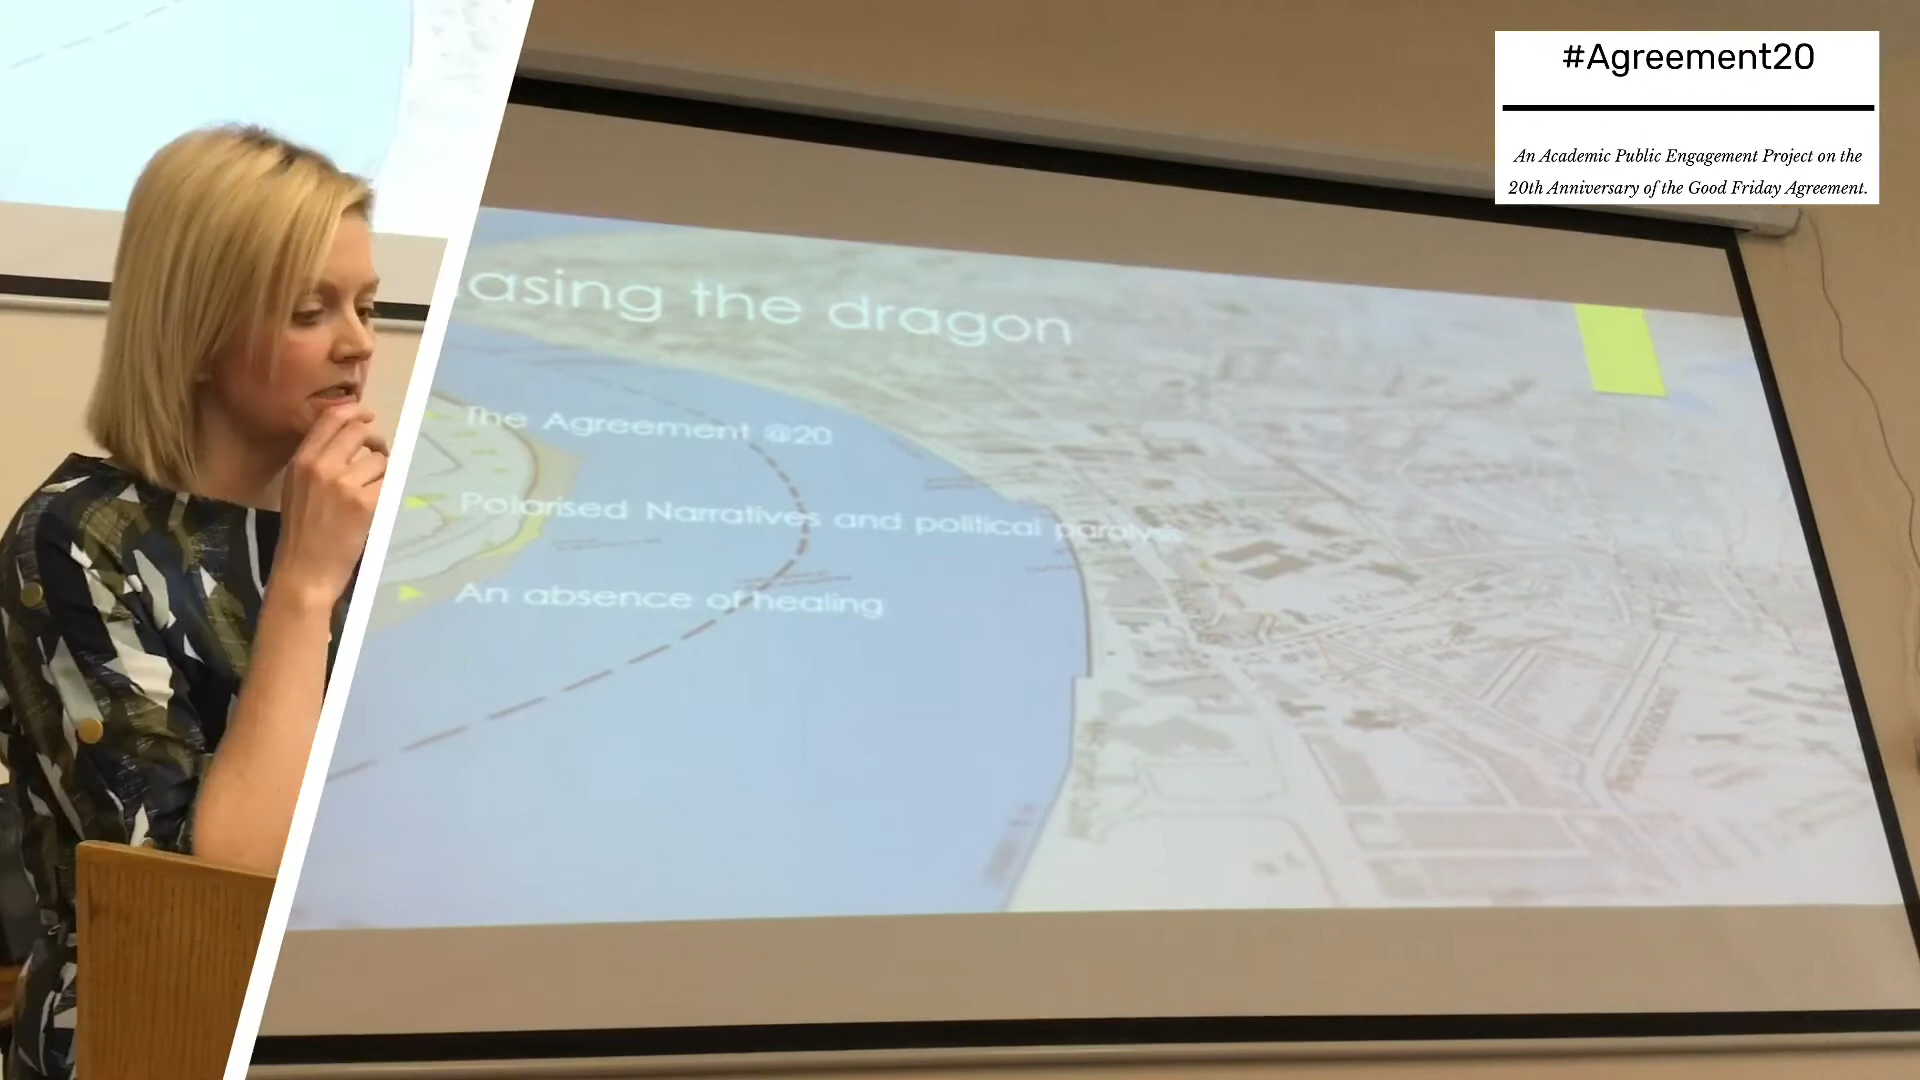 #Agreement20
An Academic Public Engagement Project on the
20th Anniversary of the Good Friday Agreement.
asing the dragon
The Agreement @20
Polarised Narratives and political paralysis
An absence of healing